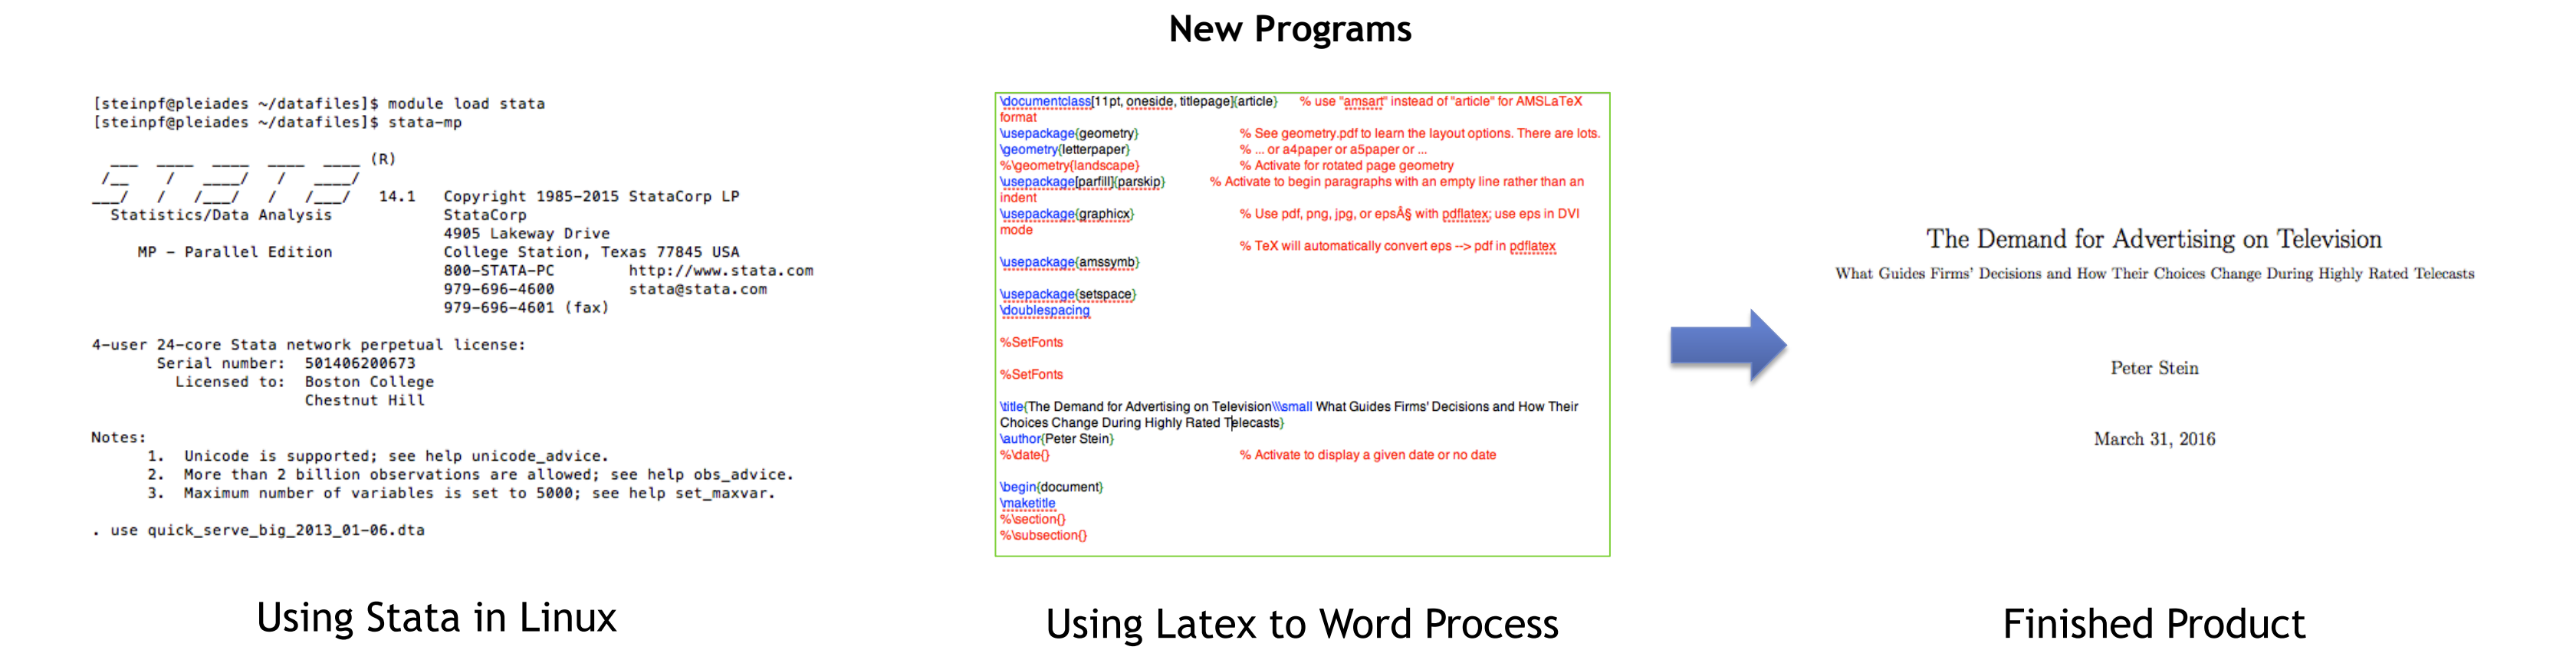 New Programs
[steinpf@pleiades ~/datafiles]$ module load stata
[steinpf@pleiades ~/datafiles]$ stata-mp
(R)
14.1 Copyright 1985-2015 StataCorp LP
Statistics/Data Analysis StataCorp
4905 Lakeway Drive
MP - Parallel Edition College Station, Texas 77845 USA
800-STATA-PC http://www.stata.com
979-696-4600 stata@stata.com
979-696-4601 (fax)
4-user 24-core Stata network perpetual license:
Serial number: 501406200673
Licensed to: Boston College
Chestnut Hill
Notes:
1. Unicode is supported; see help unicode_advice.
2. More than 2 billion observations are allowed; see help obs_advice.
3. Maximum number of variables is set to 5000; see help set_maxvar.
. use quick_serve_big_2013_01-06.dta
Using Stata in Linux
\documentclass[11pt, oneside, titlepage]{article} % use "amsart" instead of "article" for AMSLaTeX
format
\usepackage{geometry} % See geometry.pdf to learn the layout options. There are lots.
\geometry{letterpaper} % ... or a4paper or a5paper or ...
%\geometry{landscape} % Activate for rotated page geometry
\usepackage[parfill]{parskip} % Activate to begin paragraphs with an empty line rather than an
indent
\usepackage{graphicx} % Use pdf, png, jpg, or epsÂ§ with pdflatex; use eps in DVI
mode
% TeX will automatically convert eps --> pdf in pdflatex
\usepackage{amssymb}
\usepackage{setspace}
\doublespacing
%SetFonts
%SetFonts
\title{The Demand for Advertising on Television\\\small What Guides Firms' Decisions and How Their
Choices Change During Highly Rated Telecasts}
\author{Peter Stein}
%\date{} % Activate to display a given date or no date
\begin{document}
\maketitle
%\section{}
%\subsection{}
Using Latex to Word Process
The Demand for Advertising on Television
What Guides Firms' Decisions and How Their Choices Change During Highly Rated Telecasts
Peter Stein
March 31, 2016
Finished Product